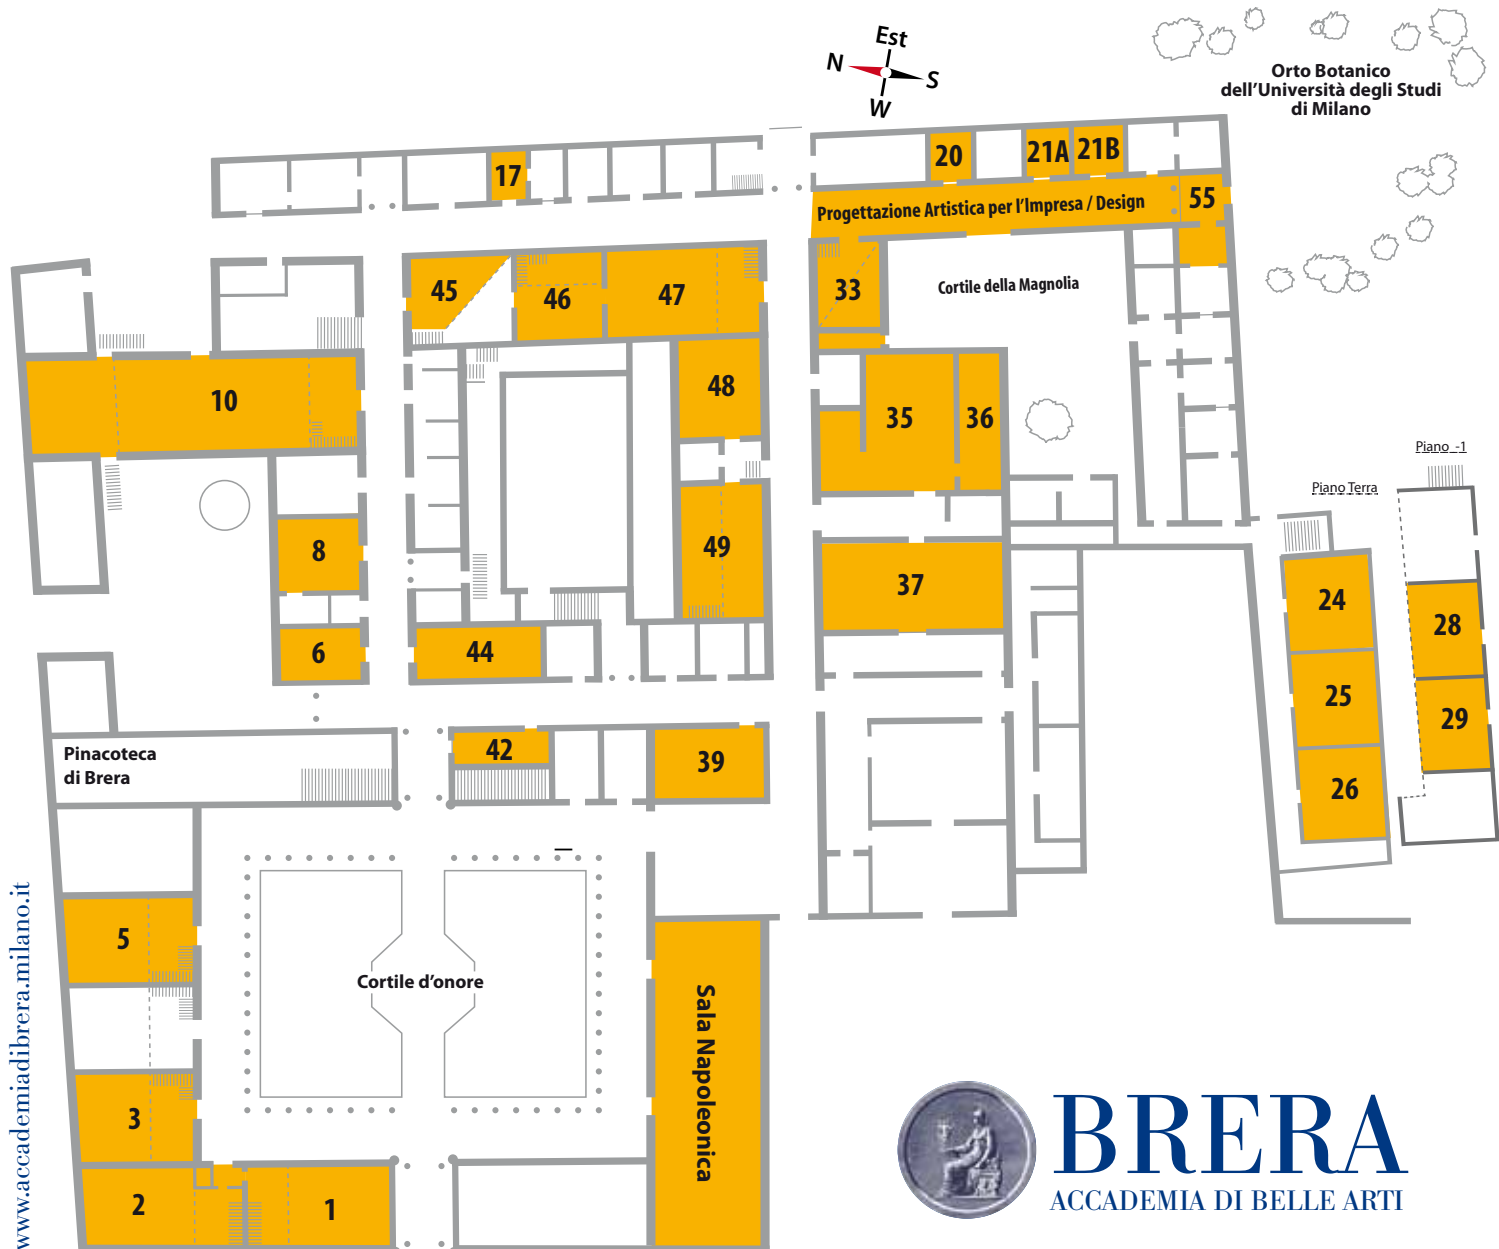 Est
N
S
W
Orto Botanico
dell'Università degli Studi
di Milano
17
20
21A
21B
Progettazione Artistica per l'Impresa / Design
55
45
46
47
33
Cortile della Magnolia
10
48
35
36
Piano -1
Piano Terra
8
49
37
24
28
6
44
25
29
Pinacoteca
di Brera
42
39
26
5
Cortile d'onore
Sala Napoleonica
3
2
1
www.accademiadibrera.milano.it
BRERA
ACCADEMIA DI BELLE ARTI